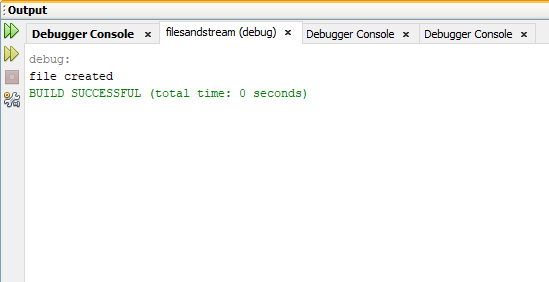 Output
Debugger Console × filesandstream (debug) × Debugger Console × Debugger Console ×
debug:
file created
BUILD SUCCESSFUL (total time: 0 seconds)